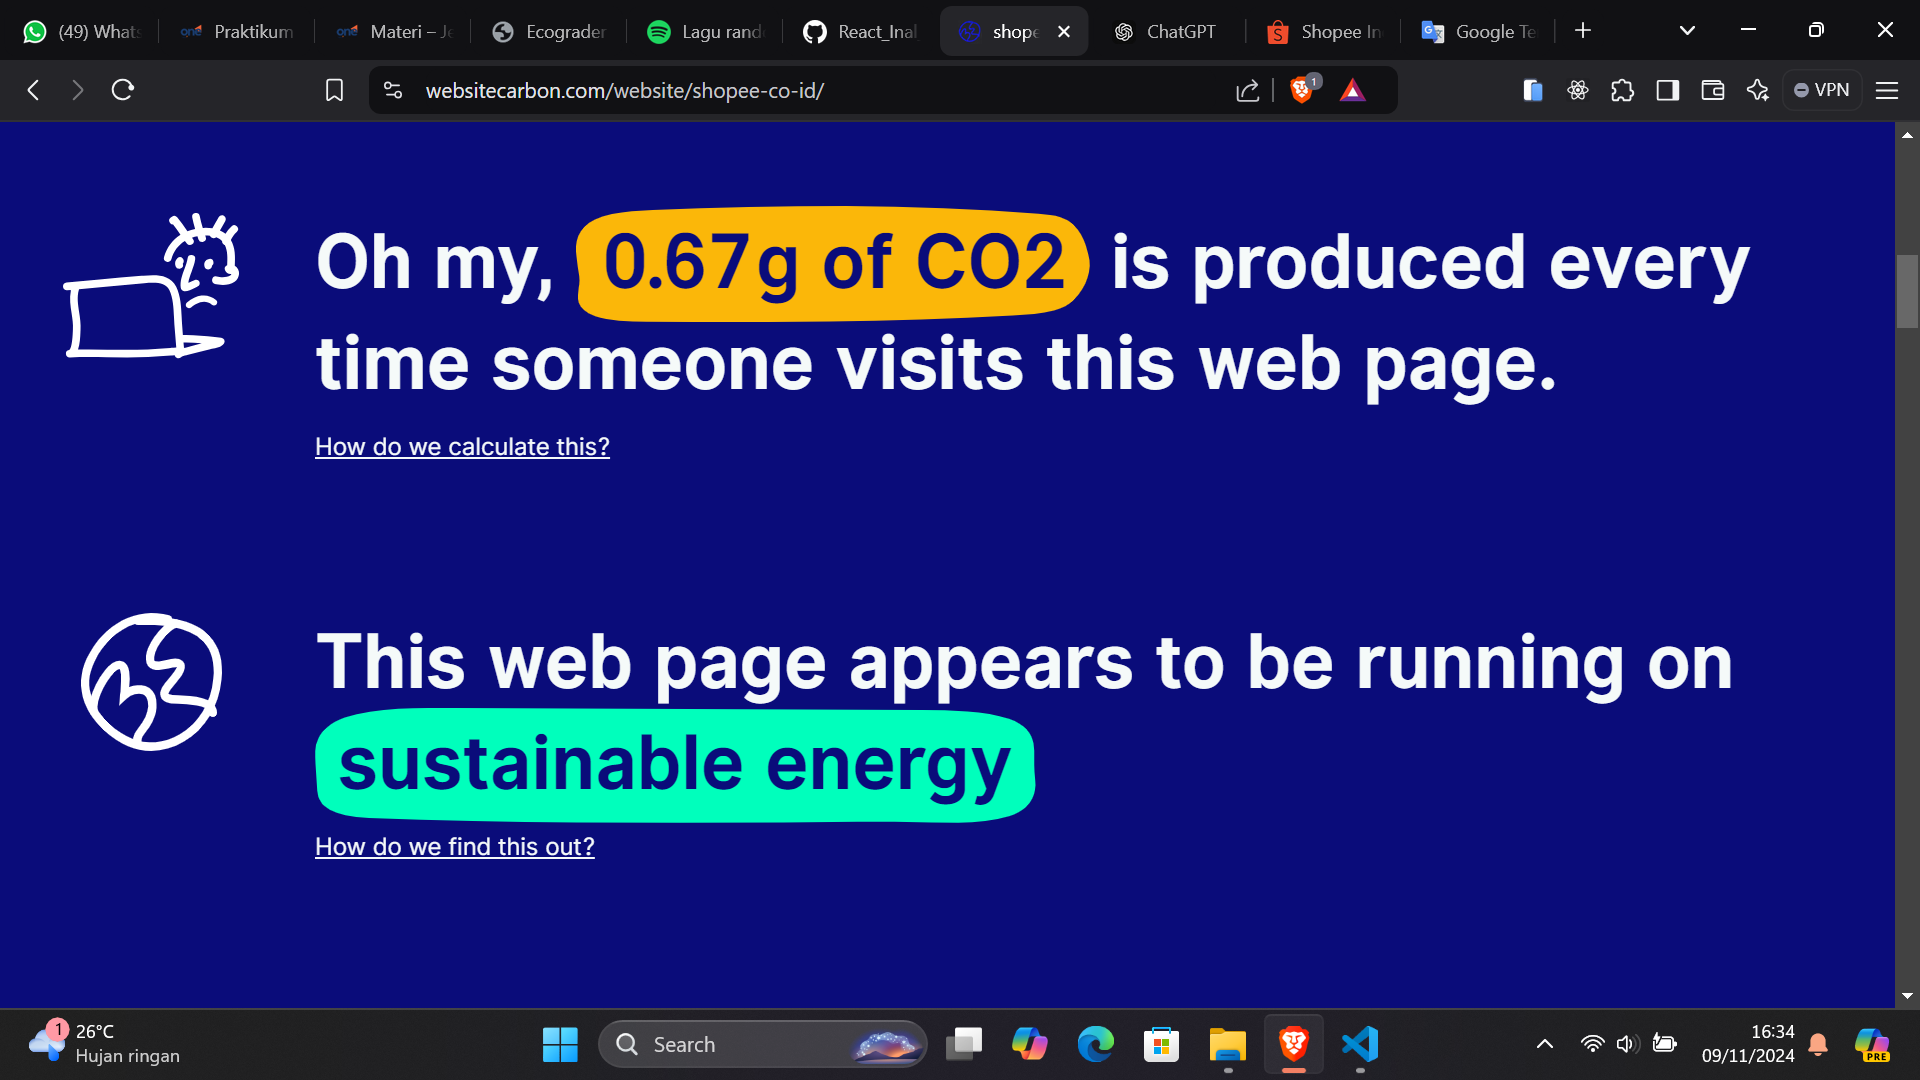 (49) Whats
Praktikum
Materi – Je
Ecograder
Lagu rand
React_Inal
shope
ChatGPT
Shopee In
Google Te
websitecarbon.com/website/shopee-co-id/
1
VPN
Oh my, 0.67g of CO2 is produced every
time someone visits this web page.
How do we calculate this?
This web page appears to be running on
sustainable energy
How do we find this out?
1
26°C
Hujan ringan
Search
16:34
09/11/2024
PRE